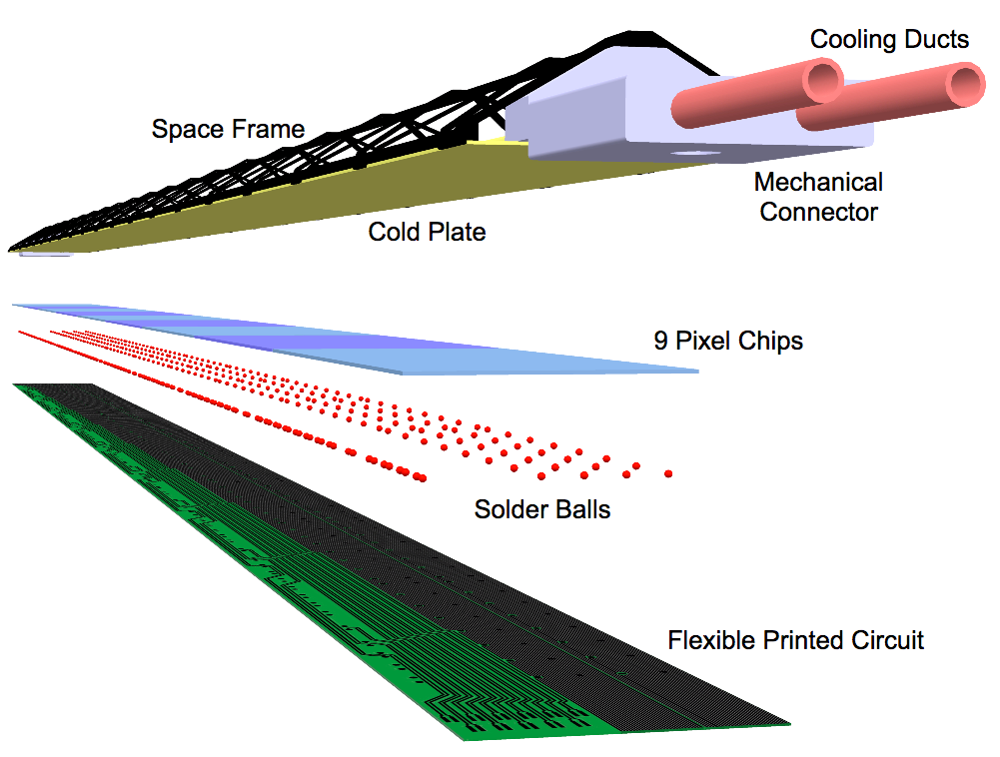 Cooling Ducts
Space Frame
Mechanical
Connector
Cold Plate
9 Pixel Chips
Solder Balls
Flexible Printed Circuit